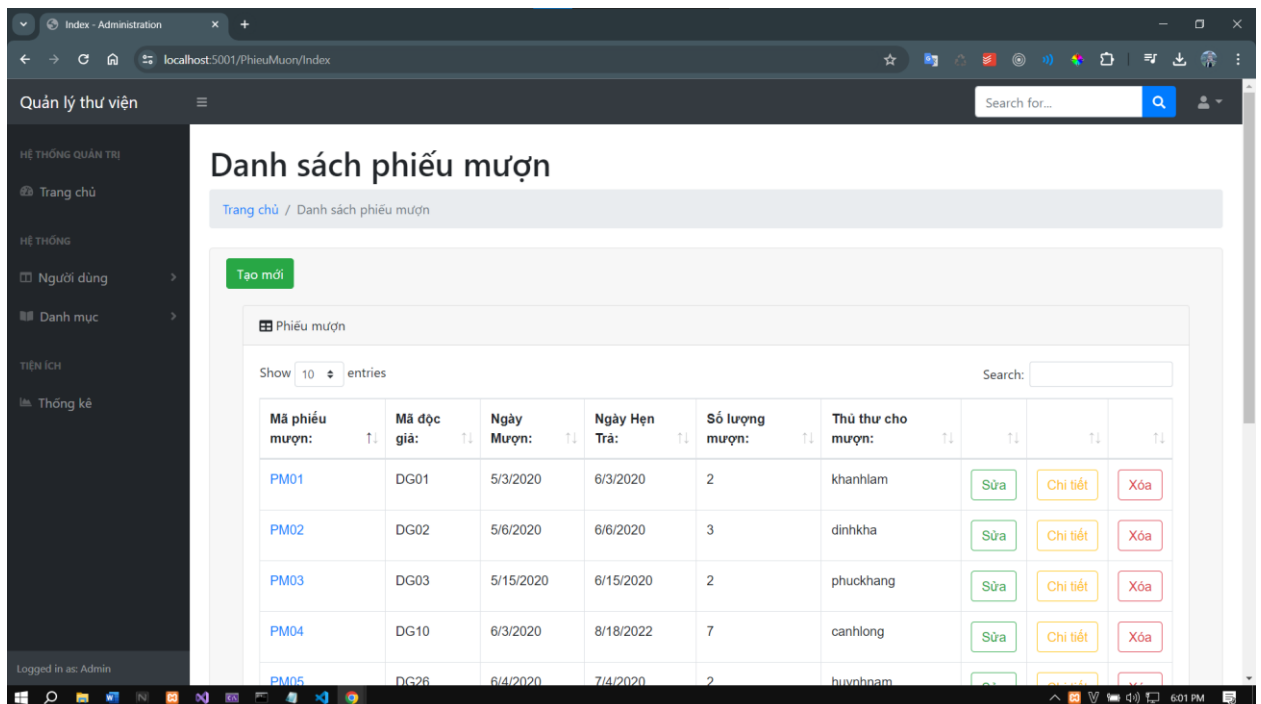 Index - Administration
localhost:5001/PhieuMuon/Index
Quản lý thư viện
Search for...
HỆ THỐNG QUẢN TRỊ
Trang chủ
HỆ THỐNG
Người dùng
Danh mục
TIỆN ÍCH
Thống kê
Logged in as: Admin
Danh sách phiếu mượn
Trang chủ / Danh sách phiếu mượn
Tạo mới
Phiếu mượn
Show 10 entries
Search:
Mã phiếu mượn: Mã độc giả: Ngày Mượn: Ngày Hẹn Trả: Số lượng mượn: Thủ thư cho mượn:
PM01 DG01 5/3/2020 6/3/2020 2 khanhlam Sửa Chi tiết Xóa
PM02 DG02 5/6/2020 6/6/2020 3 dinhkha Sửa Chi tiết Xóa
PM03 DG03 5/15/2020 6/15/2020 2 phuckhang Sửa Chi tiết Xóa
PM04 DG10 6/3/2020 8/18/2022 7 canhlong Sửa Chi tiết Xóa
PM05 DG26 6/4/2020 7/4/2020 2 huynhnam
6:01 PM